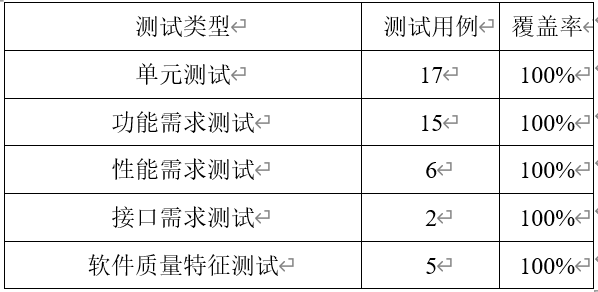 测试类型 测试用例 覆盖率
单元测试 17 100%
功能需求测试 15 100%
性能需求测试 6 100%
接口需求测试 2 100%
软件质量特征测试 5 100%